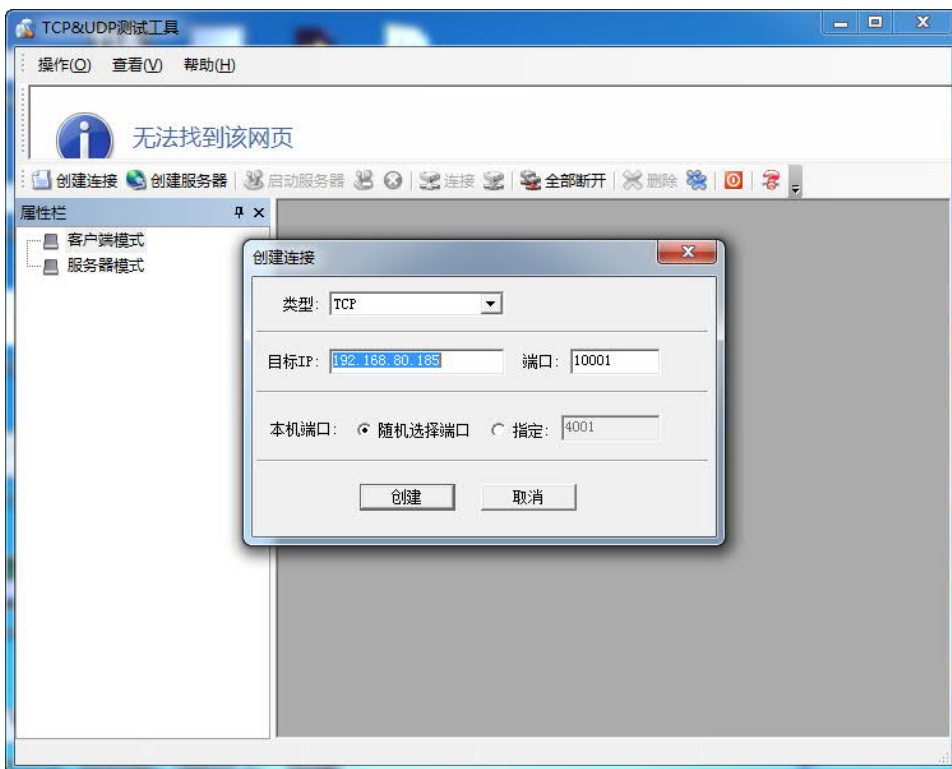 TCP&UDP测试工具
操作(O) 查看(V) 帮助(H)
无法找到该网页
创建连接 创建服务器 启动服务器 连接 全部断开 删除
属性栏
客户端模式
服务器模式
创建连接
类型: TCP
目标IP: 192.168.80.185 端口: 10001
本机端口: 随机选择端口 指定: 4001
创建 取消